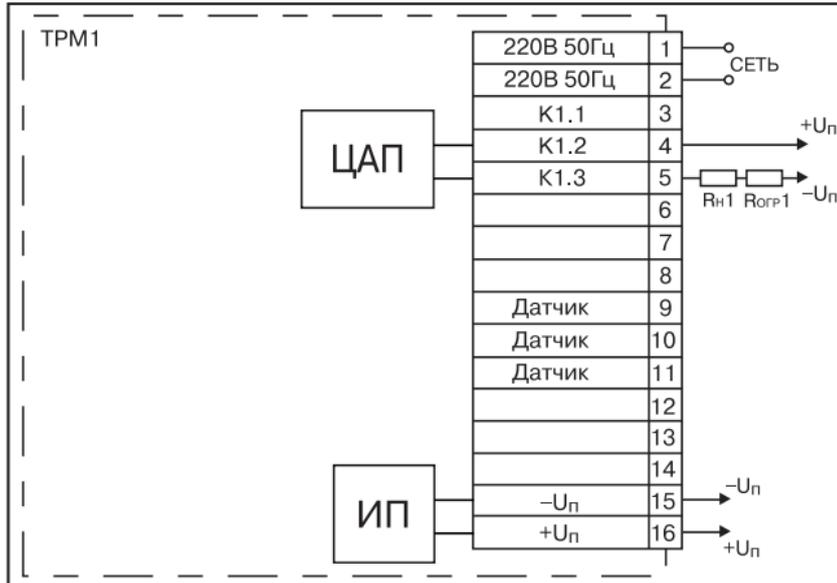 ТРМ1
220В 50Гц 1
СЕТЬ
220В 50Гц 2
К1.1 3
+Uп
ЦАП К1.2 4
К1.3 5
–Uп
Rн1 Rогр1
6
7
8
Датчик 9
Датчик 10
Датчик 11
12
13
14
–Uп 15 –Uп
ИП
+Uп 16 +Uп